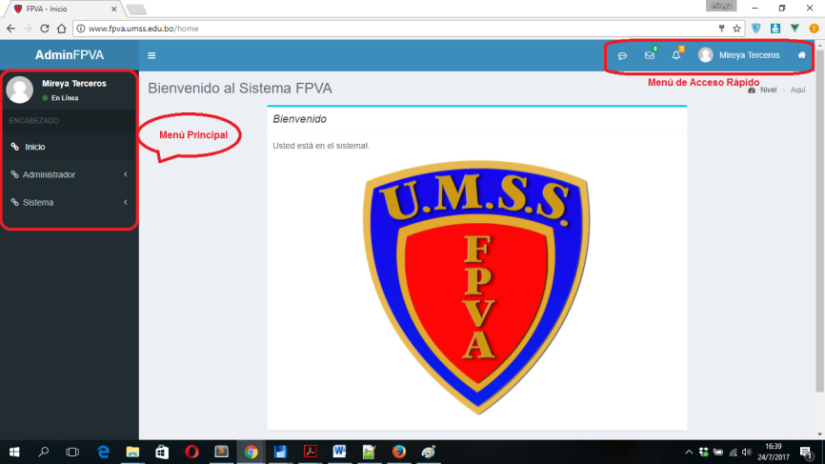 FPVA - Inicio
mireya
www.fpva.umss.edu.bo/home
AdminFPVA
Mireya Terceros
Menú de Acceso Rápido
Mireya Terceros
En Línea
Bienvenido al Sistema FPVA
Nivel > Aquí
ENCABEZADO
Bienvenido
Menú Principal
Inicio
Usted está en el sistema!.
Administrador
Sistema
U.M.S.S.
F
P
V
A
16:39
24/7/2017